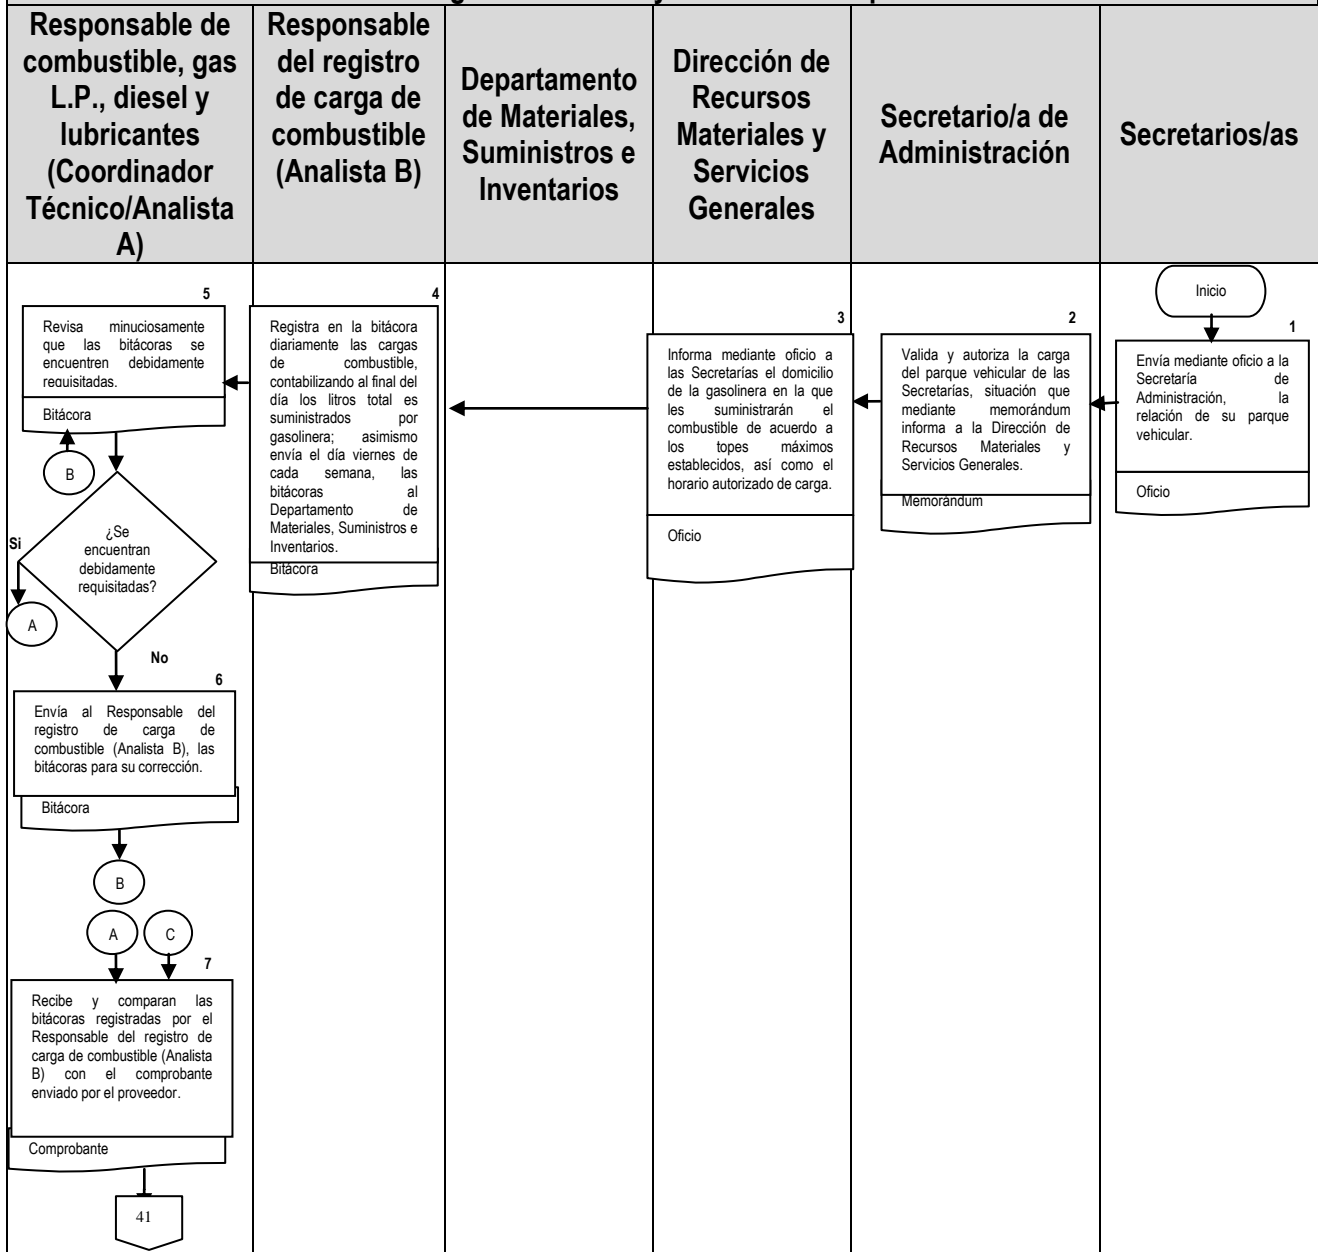 Responsable de
combustible, gas
L.P., diesel y
lubricantes
(Coordinador
Técnico/Analista
A)
Responsable
del registro
de carga de
combustible
(Analista B)
Departamento
de Materiales,
Suministros e
Inventarios
Dirección de
Recursos
Materiales y
Servicios
Generales
Secretario/a de
Administración
Secretarios/as
Inicio
1
Envía mediante oficio a la
Secretaría de
Administración, la
relación de su parque
vehicular.
Oficio
2
Valida y autoriza la carga
del parque vehicular de las
Secretarías, situación que
mediante memorándum
informa a la Dirección de
Recursos Materiales y
Servicios Generales.
Memorándum
3
Informa mediante oficio a
las Secretarías el domicilio
de la gasolinera en la que
les suministrarán el
combustible de acuerdo a
los topes máximos
establecidos, así como el
horario autorizado de carga.
Oficio
4
Registra en la bitácora
diariamente las cargas
de combustible,
contabilizando al final del
día los litros total es
suministrados por
gasolinera; asimismo
envía el día viernes de
cada semana, las
bitácoras al
Departamento de
Materiales, Suministros e
Inventarios.
Bitácora
5
Revisa minuciosamente
que las bitácoras se
encuentren debidamente
requisitadas.
Bitácora
B
¿Se
encuentran
debidamente
requisitadas?
Si
A
No
6
Envía al Responsable del
registro de carga de
combustible (Analista B), las
bitácoras para su corrección.
Bitácora
B
A
C
7
Recibe y comparan las
bitácoras registradas por el
Responsable del registro de
carga de combustible (Analista
B) con el comprobante
enviado por el proveedor.
Comprobante
41